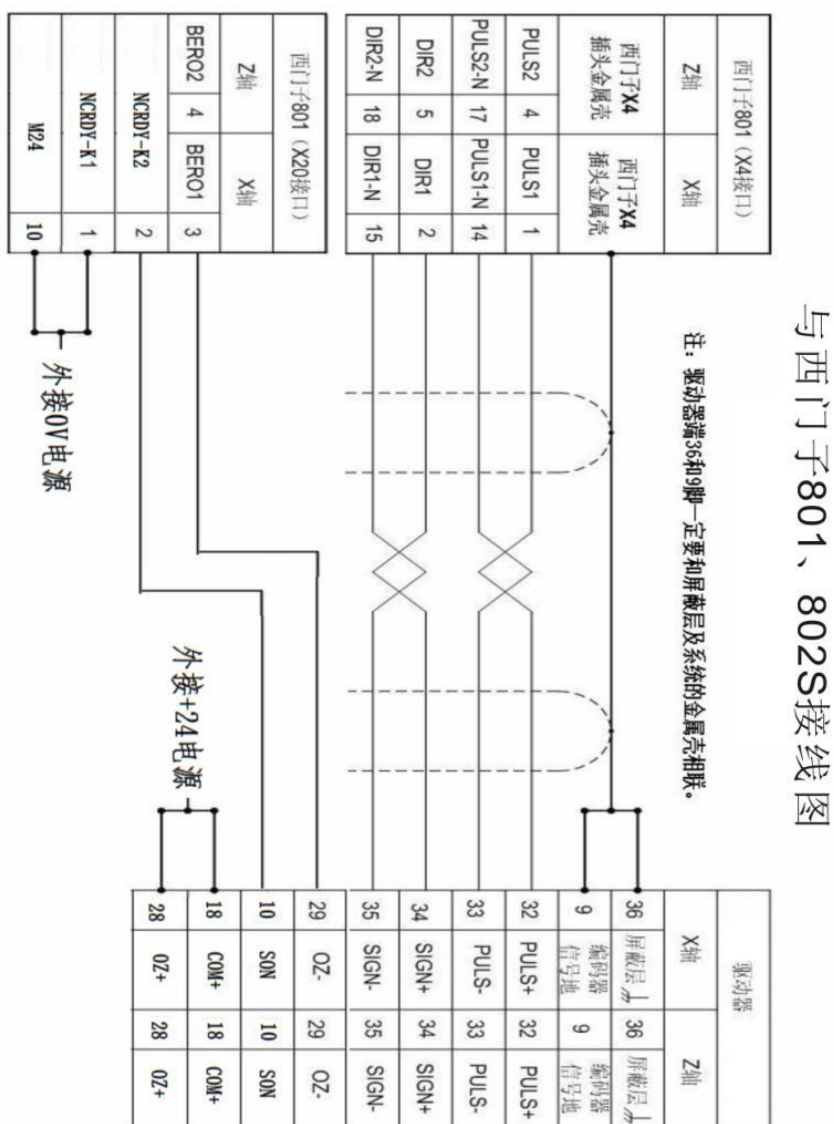 与西门子801、802S接线图
注：驱动器端36和9脚一定要和屏蔽层及系统的金属壳相联。
西门子801（X4接口）
Z轴 X轴
西门子X4插头金属壳 西门子X4插头金属壳
PULS2 4 PULS1 1
PULS2-N 17 PULS1-N 14
DIR2 5 DIR1 2
DIR2-N 18 DIR1-N 15
西门子801（X20接口）
Z轴 X轴
BERO2 4 BERO1 3
NCRDY-K2 2
NCRDY-K1 1
M24 10
外接0V电源
外接+24电源
驱动器
X轴 Z轴
36 屏蔽层 36 屏蔽层
9 编码器信号地 9 编码器信号地
32 PULS+ 32 PULS+
33 PULS- 33 PULS-
34 SIGN+ 34 SIGN+
35 SIGN- 35 SIGN-
29 OZ- 29 OZ-
10 SON 10 SON
18 COM+ 18 COM+
28 OZ+ 28 OZ+